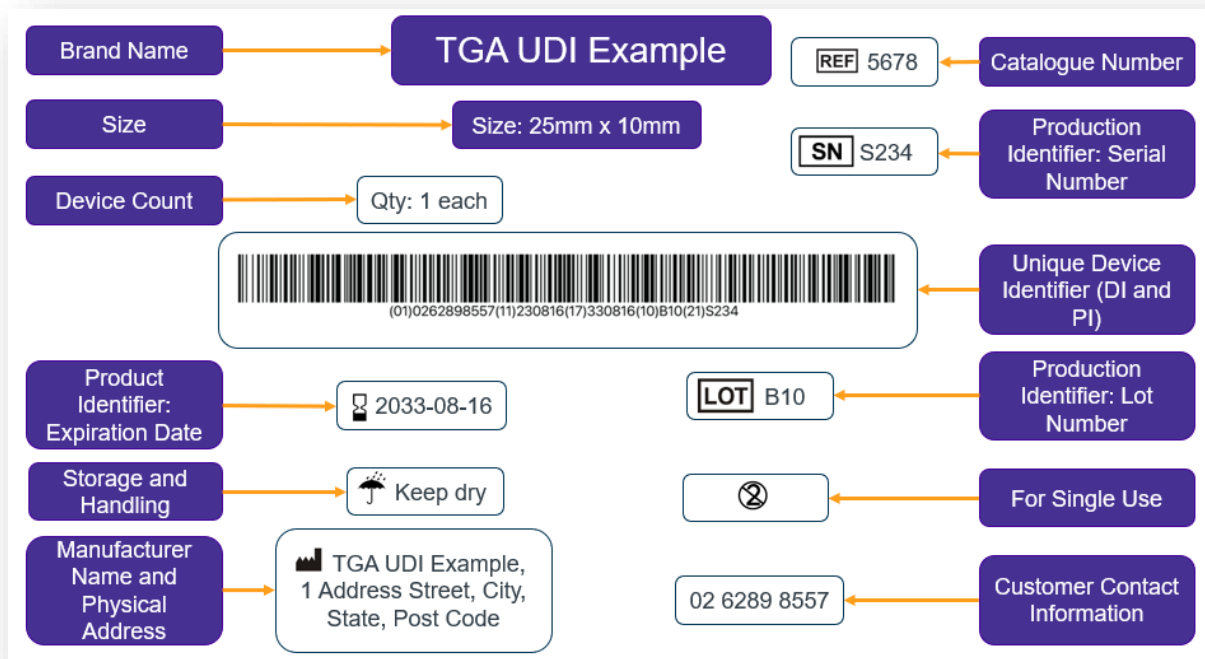 Brand Name
TGA UDI Example
REF 5678
Catalogue Number
Size
Size: 25mm x 10mm
SN S234
Production
Identifier: Serial
Number
Device Count
Qty: 1 each
(01)0262898557(11)230816(17)330816(10)B10(21)S234
Unique Device
Identifier (DI and
PI)
Product
Identifier:
Expiration Date
2033-08-16
LOT B10
Production
Identifier: Lot
Number
Storage and
Handling
Keep dry
2
For Single Use
Manufacturer
Name and
Physical
Address
TGA UDI Example,
1 Address Street, City,
State, Post Code
02 6289 8557
Customer Contact
Information